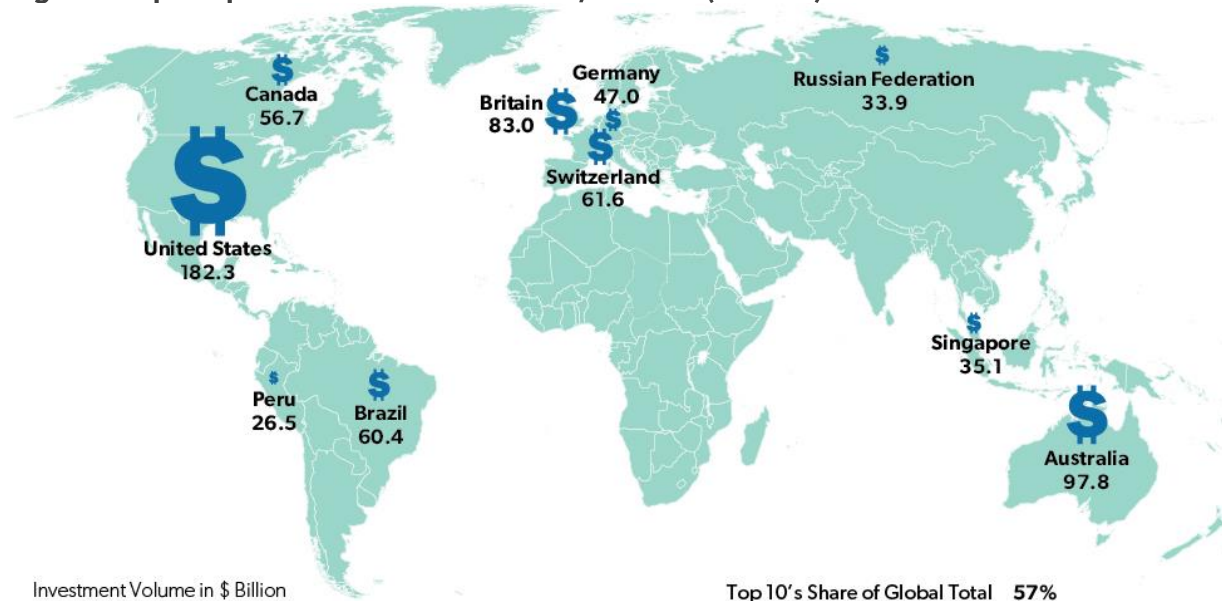 Canada
56.7
Germany
47.0
Britain
83.0
Switzerland
61.6
Russian Federation
33.9
United States
182.3
Singapore
35.1
Peru
26.5
Brazil
60.4
Australia
97.8
Investment Volume in $ Billion
Top 10's Share of Global Total 57%